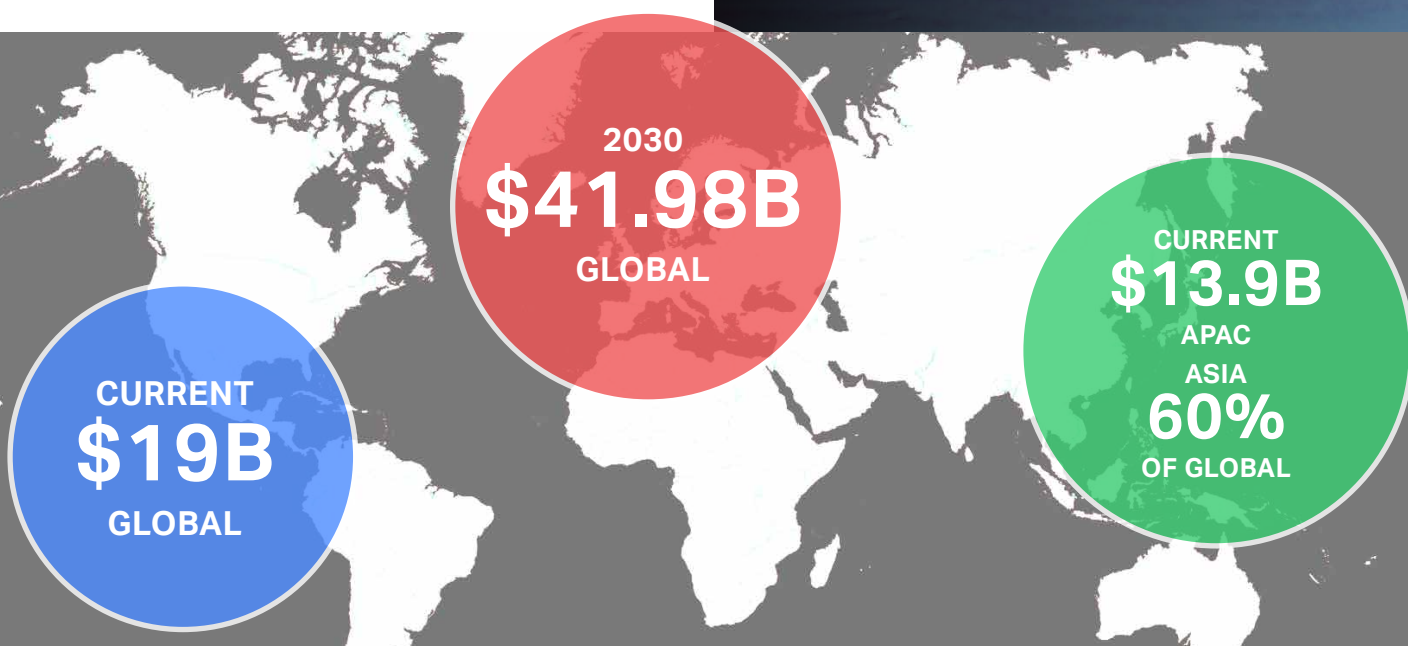 2030
$41.98B
GLOBAL
CURRENT
$13.9B
APAC
ASIA
60%
OF GLOBAL
CURRENT
$19B
GLOBAL